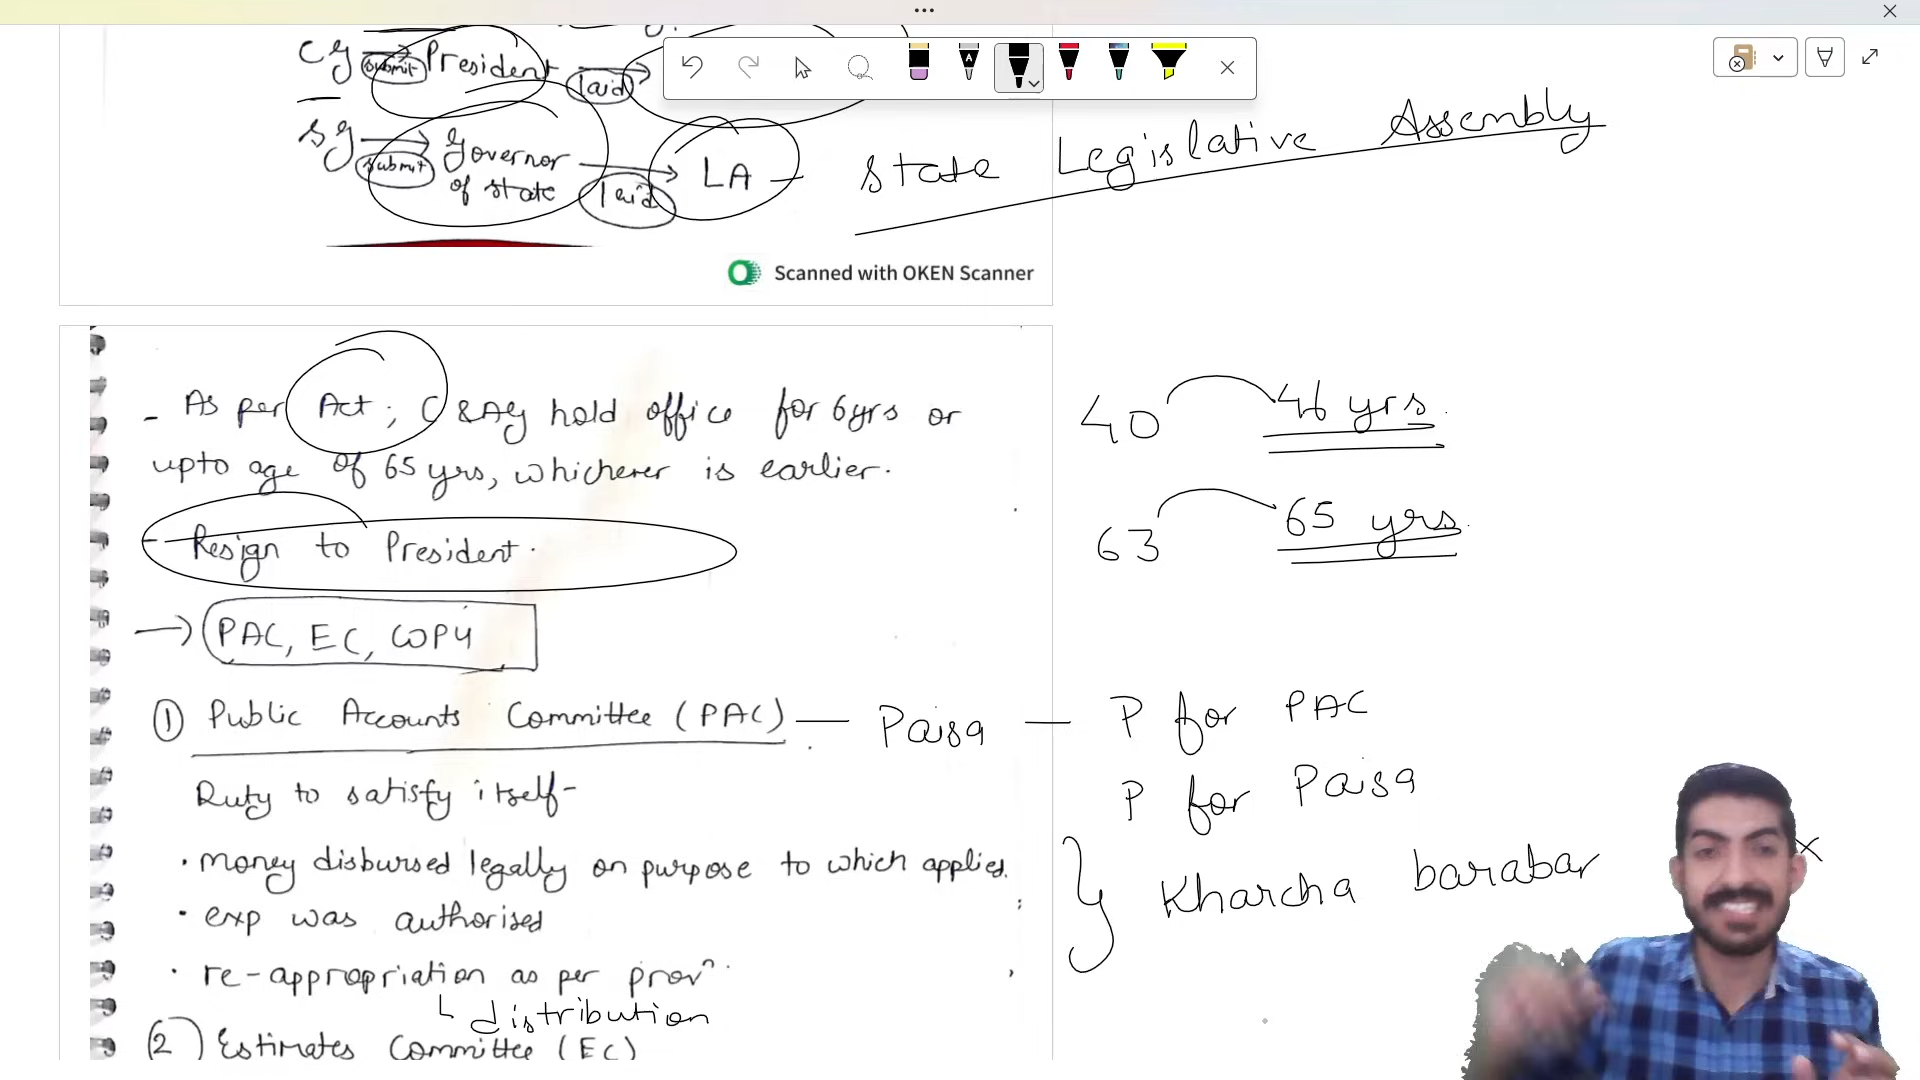 CG submit President laid
SG submit Governor of state laid LA - state Legislative Assembly
Scanned with OKEN Scanner
- As per Act; C&AG hold office for 6yrs or
upto age of 65 yrs, whichever is earlier.
40 46 yrs.
63 65 yrs.
- Resign to President.
→ PAC, EC, COPU
① Public Accounts Committee (PAC) — Paisa — P for PAC
P for Paisa
Duty to satisfy itself-
• money disbursed legally on purpose to which applied.
} Kharcha barabar x
• exp was authorised
• re-appropriation as per provn.
distribution
② Estimates Committee (EC)